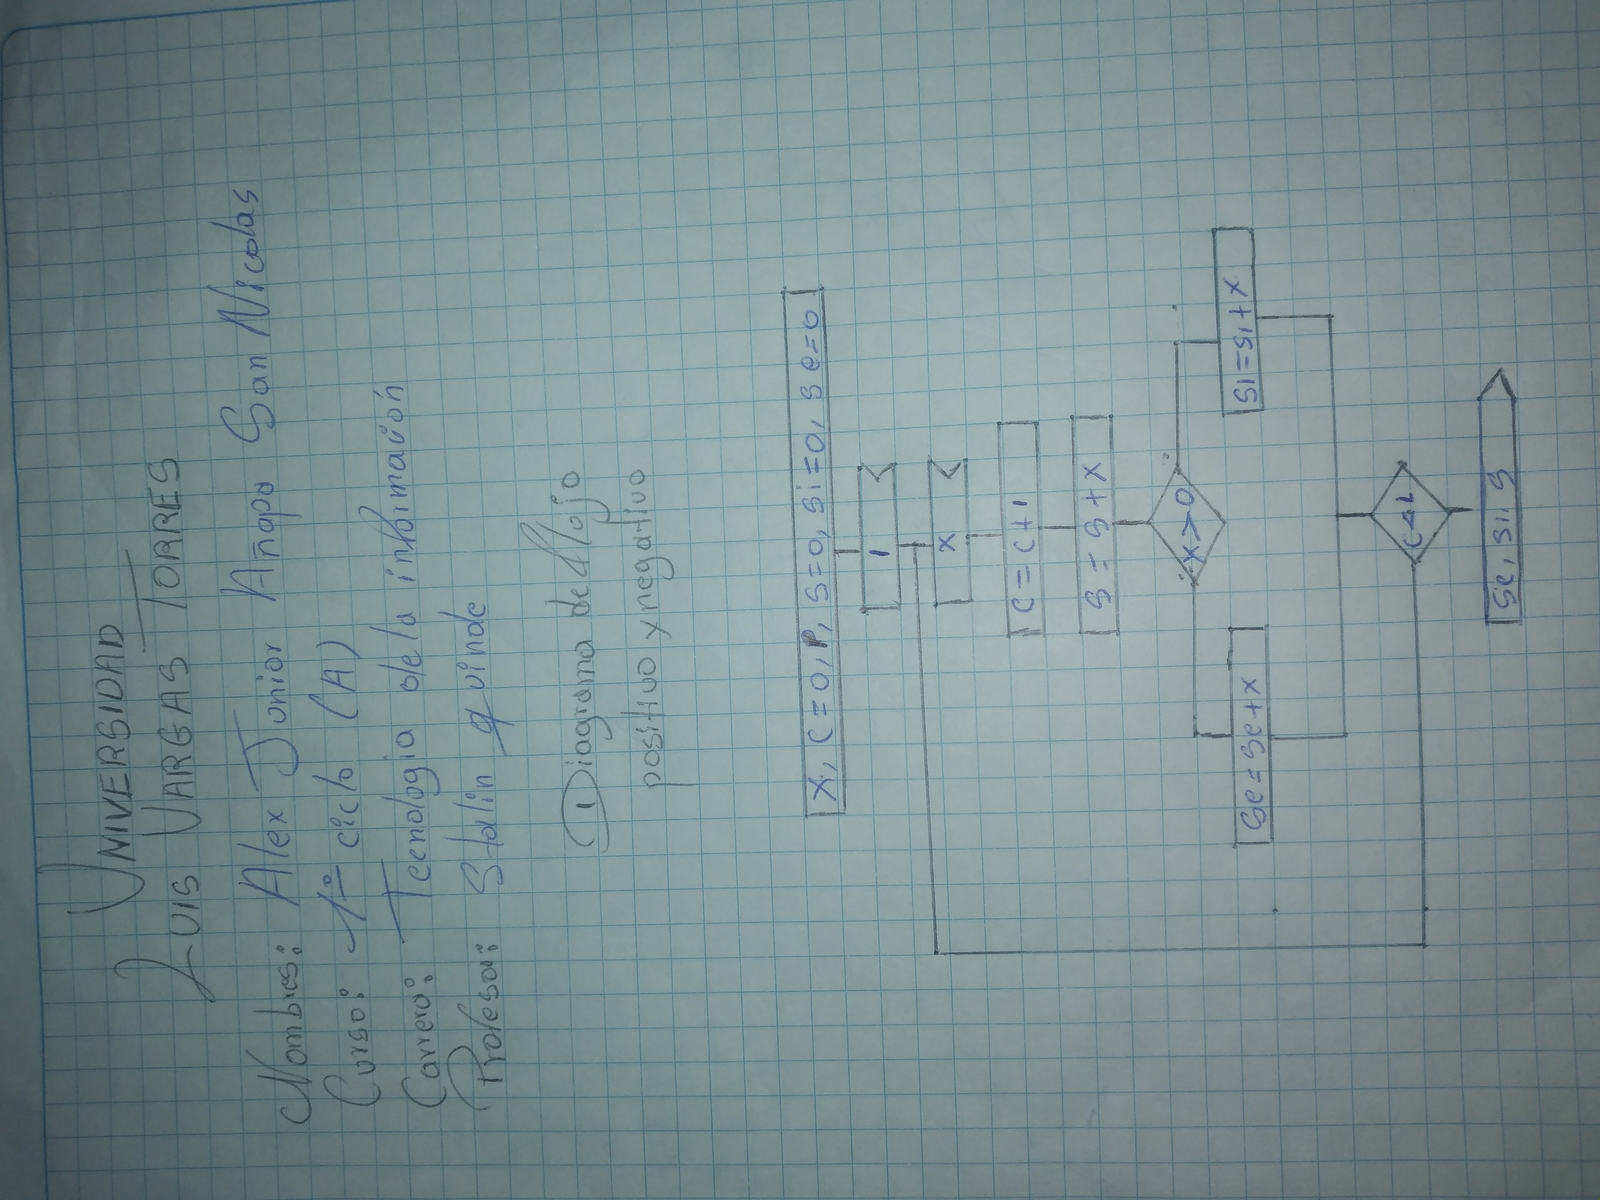 UNIVERSIDAD
LUIS VARGAS TORRES
Nombres: Alex Junior Añapa San Nicolas
Curso: 1º ciclo (A)
Carrera: Tecnologia de la información
Profesor: Stalin quinde
Diagrama de flujo
positivo y negativo
X, C=0, P, S=0, Si=0, Se=0
1
x
C = C+1
S = S+X
x>0
Se=Se+x
Si=Si+x
Se, Si, S